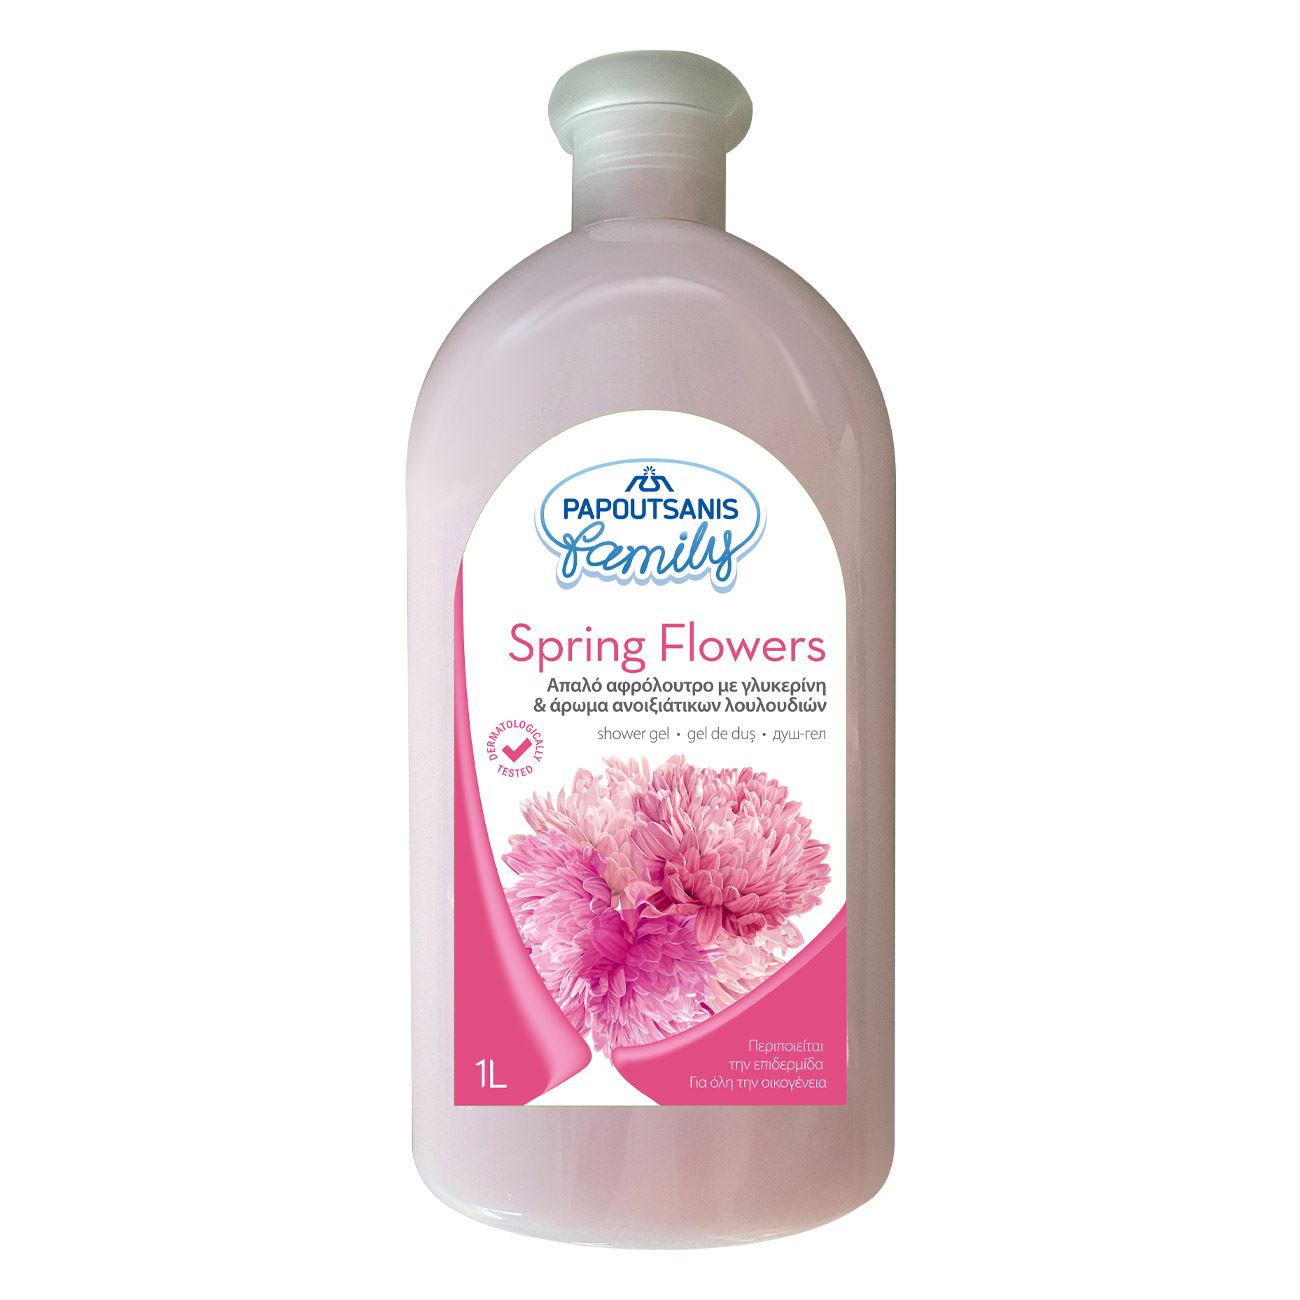 PAPOUTSANIS
family
Spring Flowers
Απαλό αφρόλουτρο με γλυκερίνη
& άρωμα ανοιξιάτικων λουλουδιών
shower gel • gel de duș • душ-гел
DERMATOLOGICALLY
TESTED
1L
Περιποιείται
την επιδερμίδα
Για όλη την οικογένεια